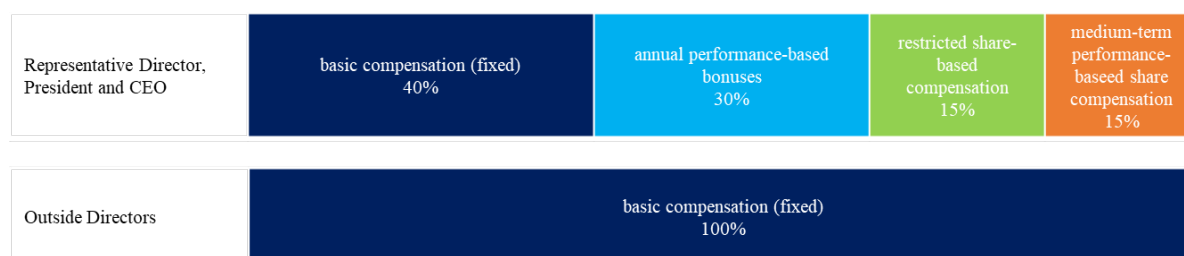 Representative Director,
President and CEO
basic compensation (fixed)
40%
annual performance-based
bonuses
30%
restricted share-
based
compensation
15%
medium-term
performance-
baseed share
compensation
15%
Outside Directors
basic compensation (fixed)
100%